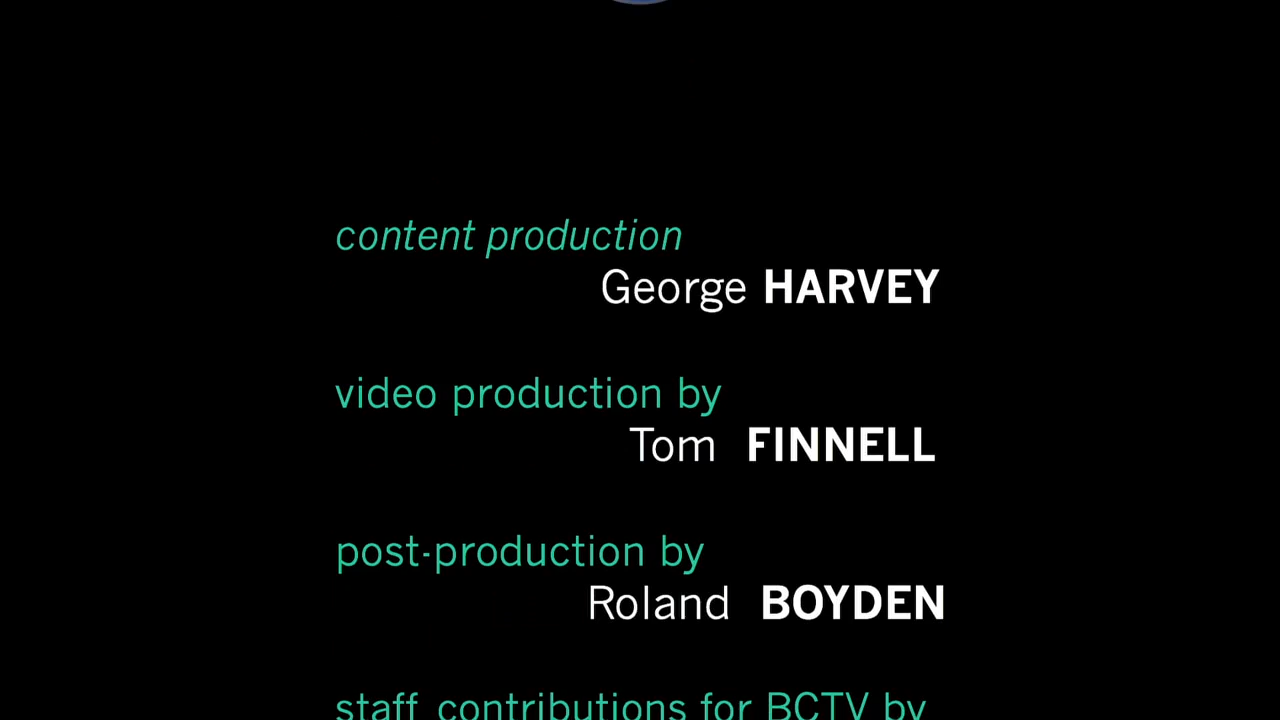 content production
George HARVEY
video production by
Tom FINNELL
post-production by
Roland BOYDEN
staff contributions for BCTV by